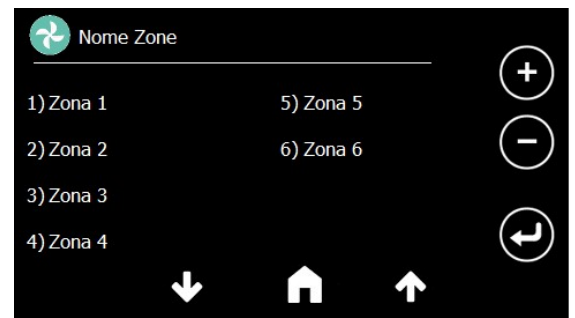 Nome Zone
1) Zona 1
2) Zona 2
3) Zona 3
4) Zona 4
5) Zona 5
6) Zona 6